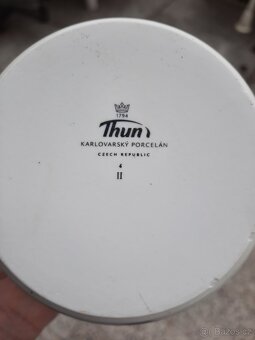 1794
Thun
KARLOVARSKÝ PORCELÁN
CZECH REPUBLIC
II